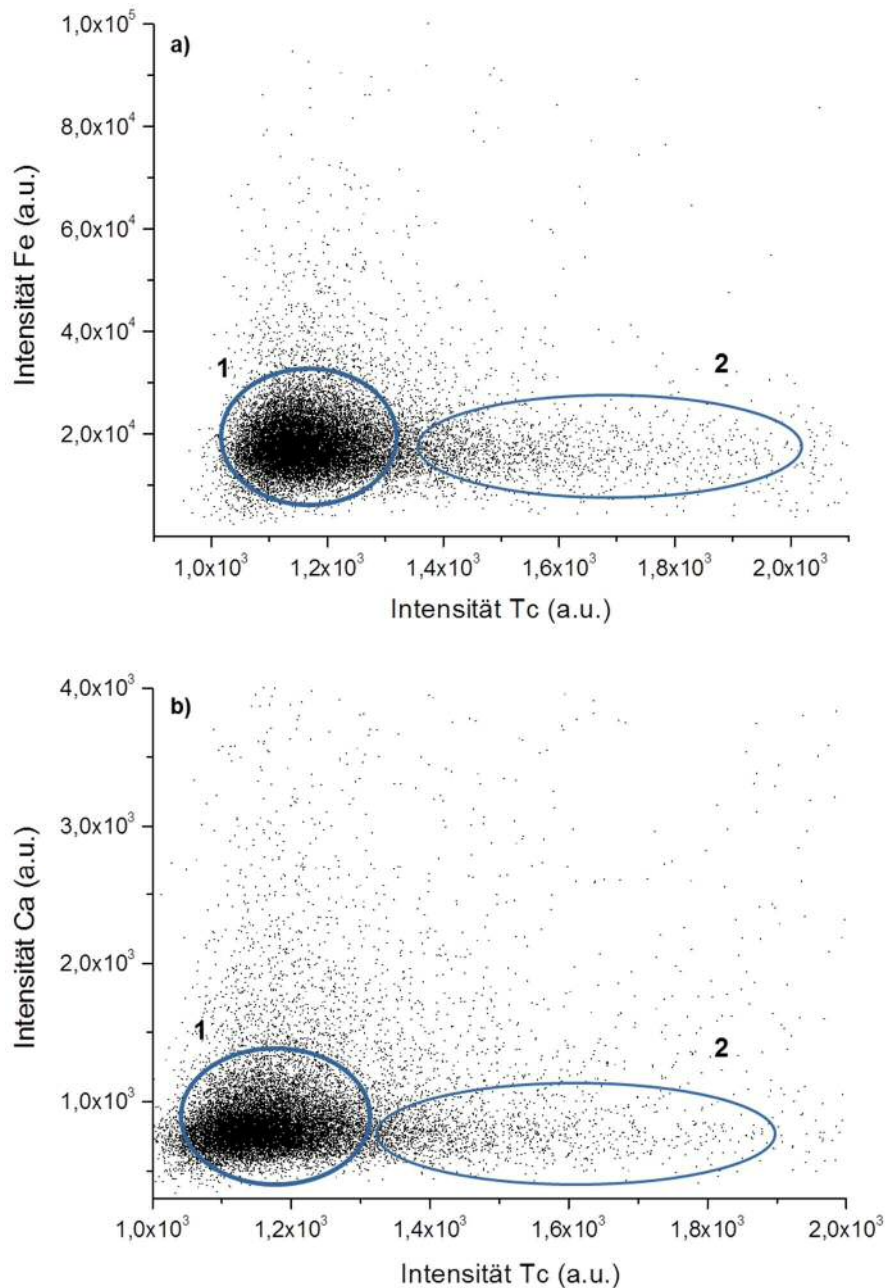 a)
1,0x10⁵
8,0x10⁴
6,0x10⁴
4,0x10⁴
2,0x10⁴
Intensität Fe (a.u.)
1
2
1,0x10³ 1,2x10³ 1,4x10³ 1,6x10³ 1,8x10³ 2,0x10³
Intensität Tc (a.u.)
b)
4,0x10³
3,0x10³
2,0x10³
1,0x10³
Intensität Ca (a.u.)
1
2
1,0x10³ 1,2x10³ 1,4x10³ 1,6x10³ 1,8x10³ 2,0x10³
Intensität Tc (a.u.)